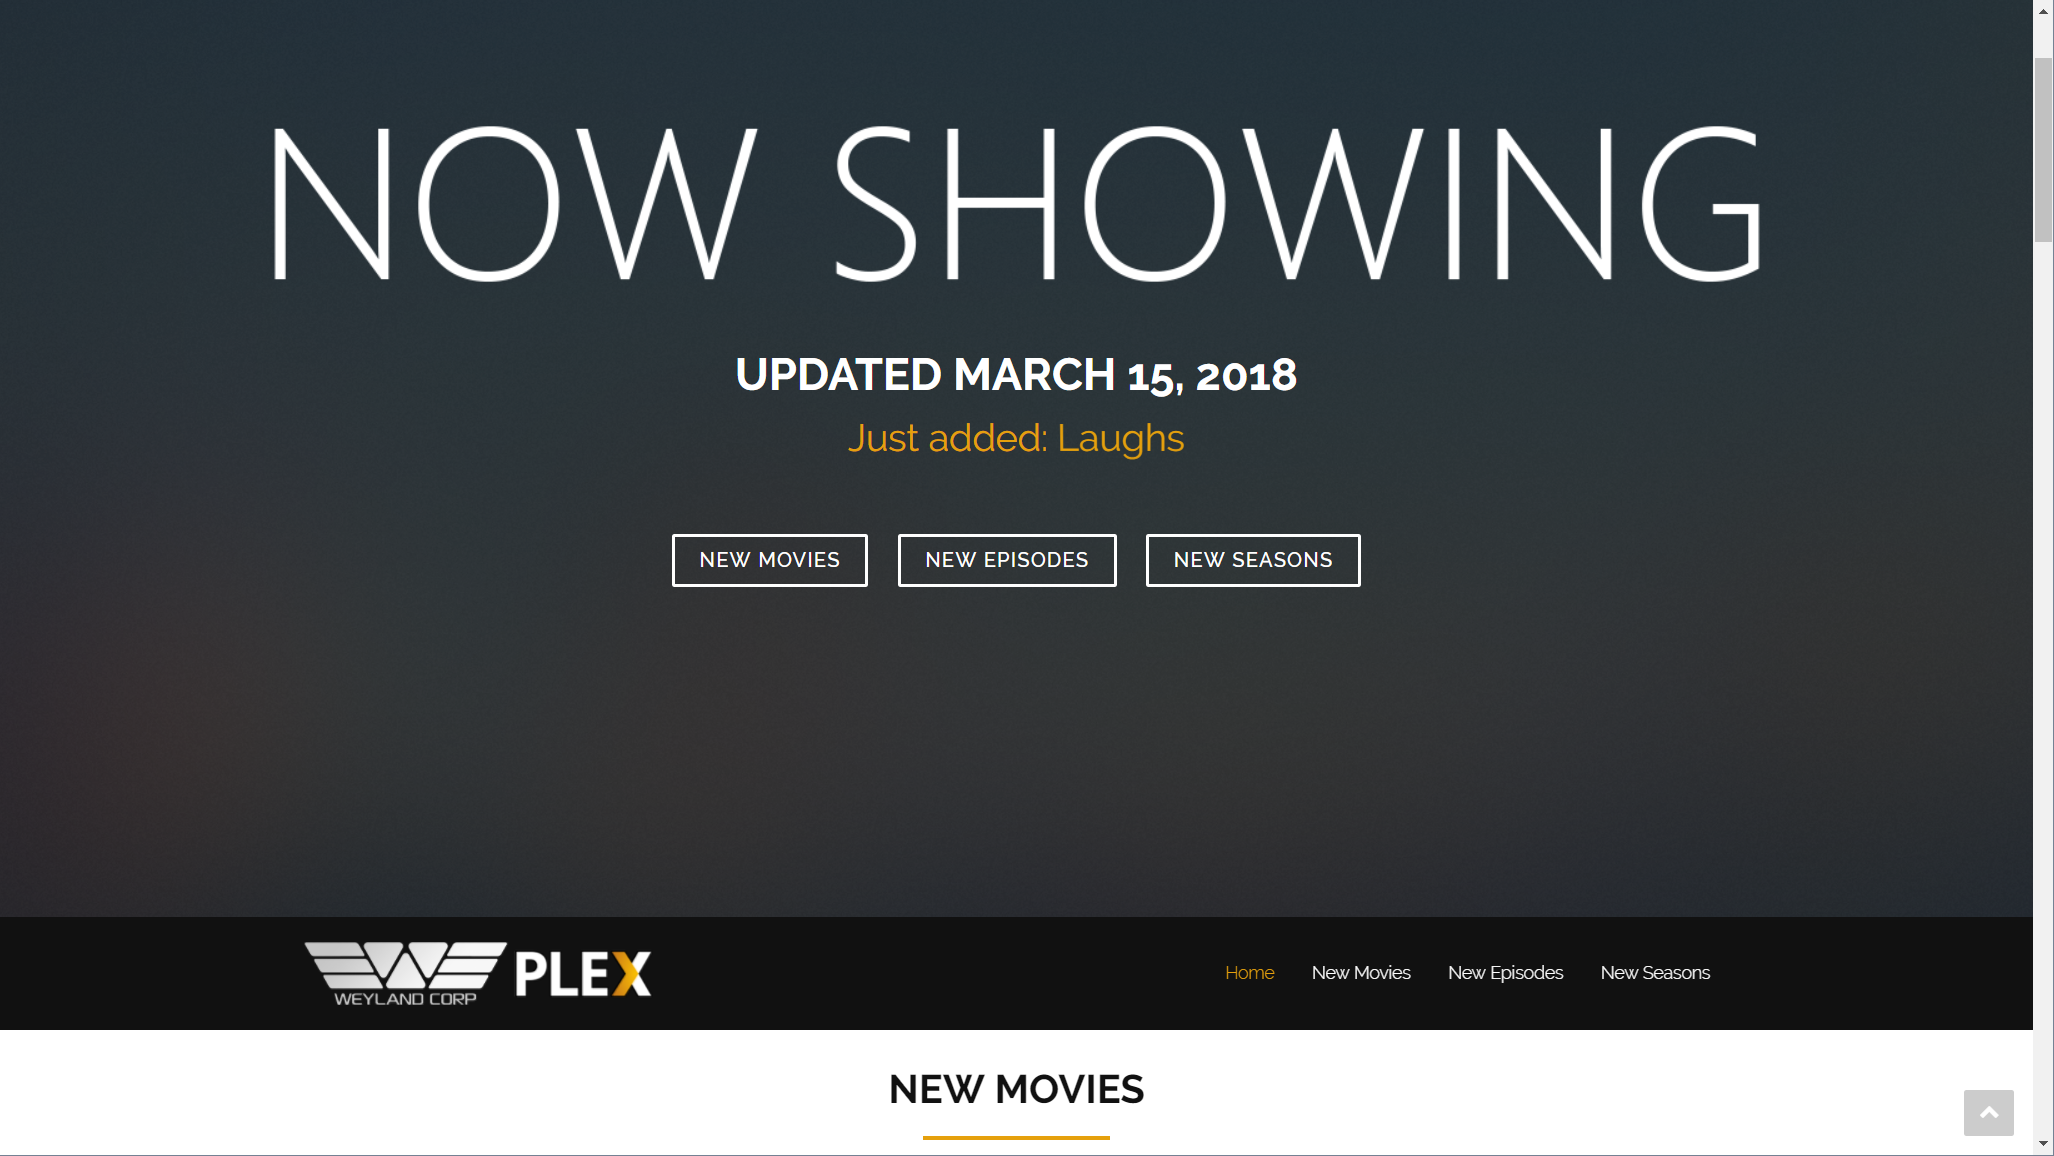 NOW SHOWING
UPDATED MARCH 15, 2018
Just added: Laughs
NEW MOVIES NEW EPISODES NEW SEASONS
WEYLAND CORP PLEX Home New Movies New Episodes New Seasons
NEW MOVIES